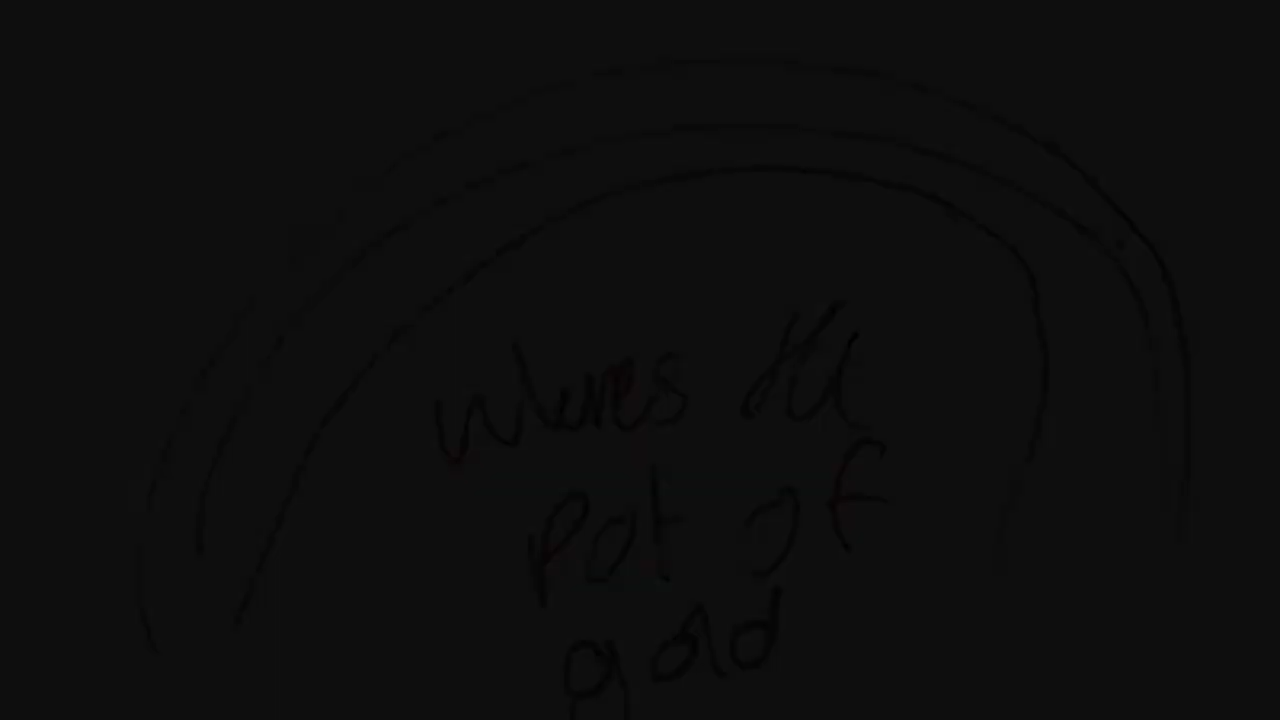 Wheres the
Pot of
gold